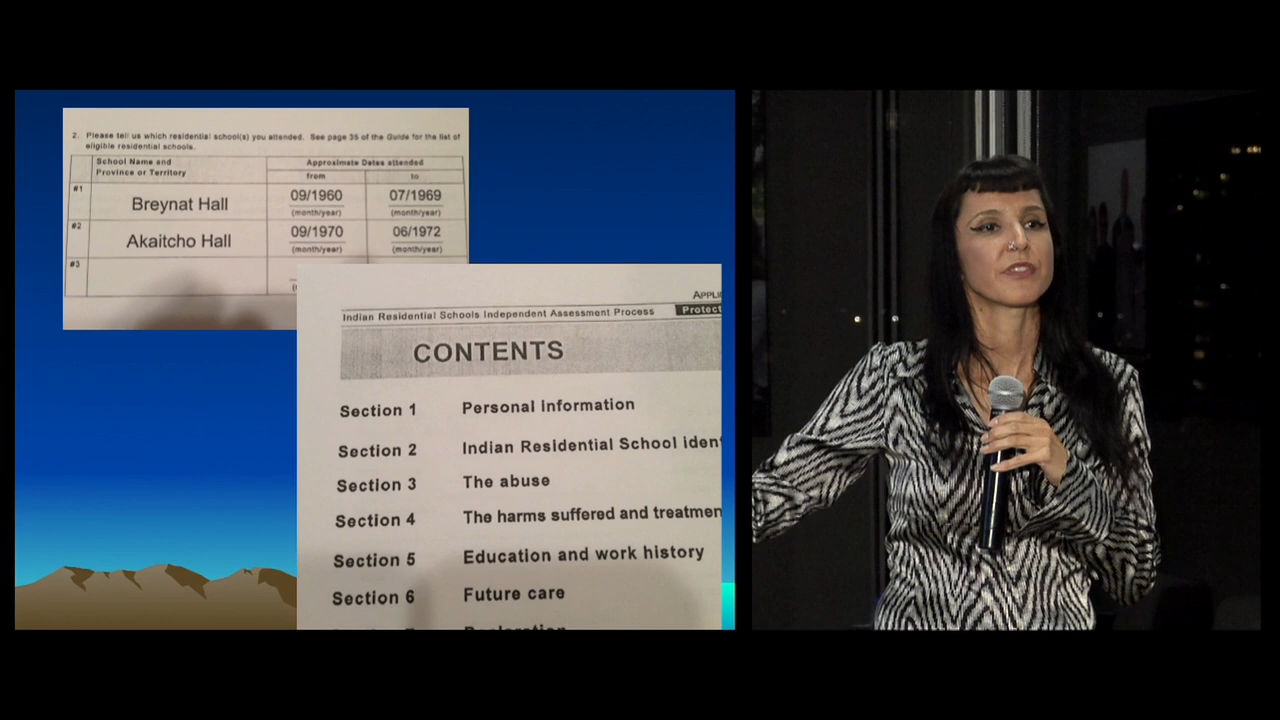 2. Please tell us which residential school(s) you attended. See page 35 of the Guide for the list of
eligible residential schools.
School Name and
Province or Territory
Approximate Dates attended
from
to
#1
Breynat Hall
09/1960
(month/year)
07/1969
(month/year)
#2
Akaitcho Hall
09/1970
(month/year)
06/1972
(month/year)
#3
Indian Residential Schools Independent Assessment Process
CONTENTS
Section 1 Personal information
Section 2 Indian Residential School
Section 3 The abuse
Section 4 The harms suffered and
Section 5 Education and work history
Section 6 Future care